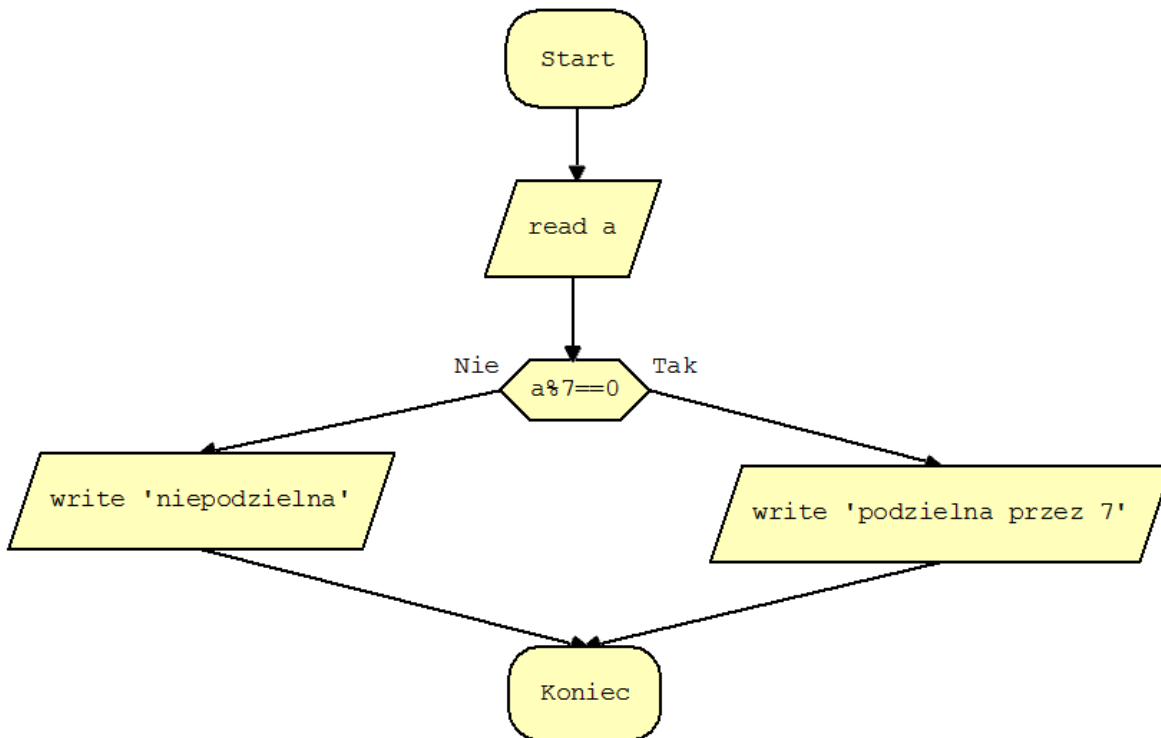 Start
read a
Nie
a%7==0
Tak
write 'niepodzielna'
write 'podzielna przez 7'
Koniec